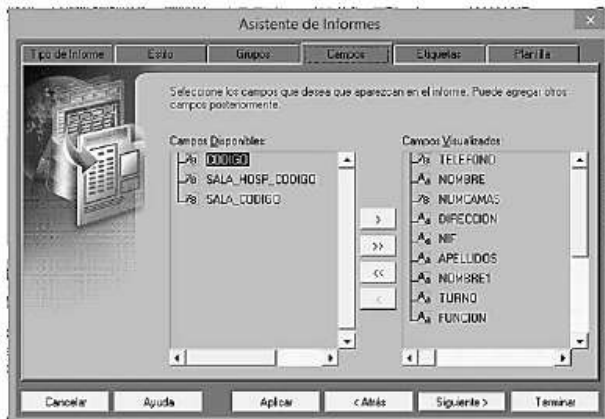 Asistente de Informes
Tipo de Informe Estilo Grupos Campos Etiquetas Plantilla
Seleccione los campos que desea que aparezcan en el informe. Puede agregar otros
campos posteriormente.
Campos Disponibles:
Campos Visualizados:
CODIGO
SALA_HOSP_CODIGO
SALA_CODIGO
TELEFONO
NOMBRE
NUMCAMAS
DIRECCION
NIF
APELLIDOS
NOMBRE1
TURNO
FUNCION
>
>>
<<
<
Cancelar Ayuda Aplicar < Atrás Siguiente > Terminar